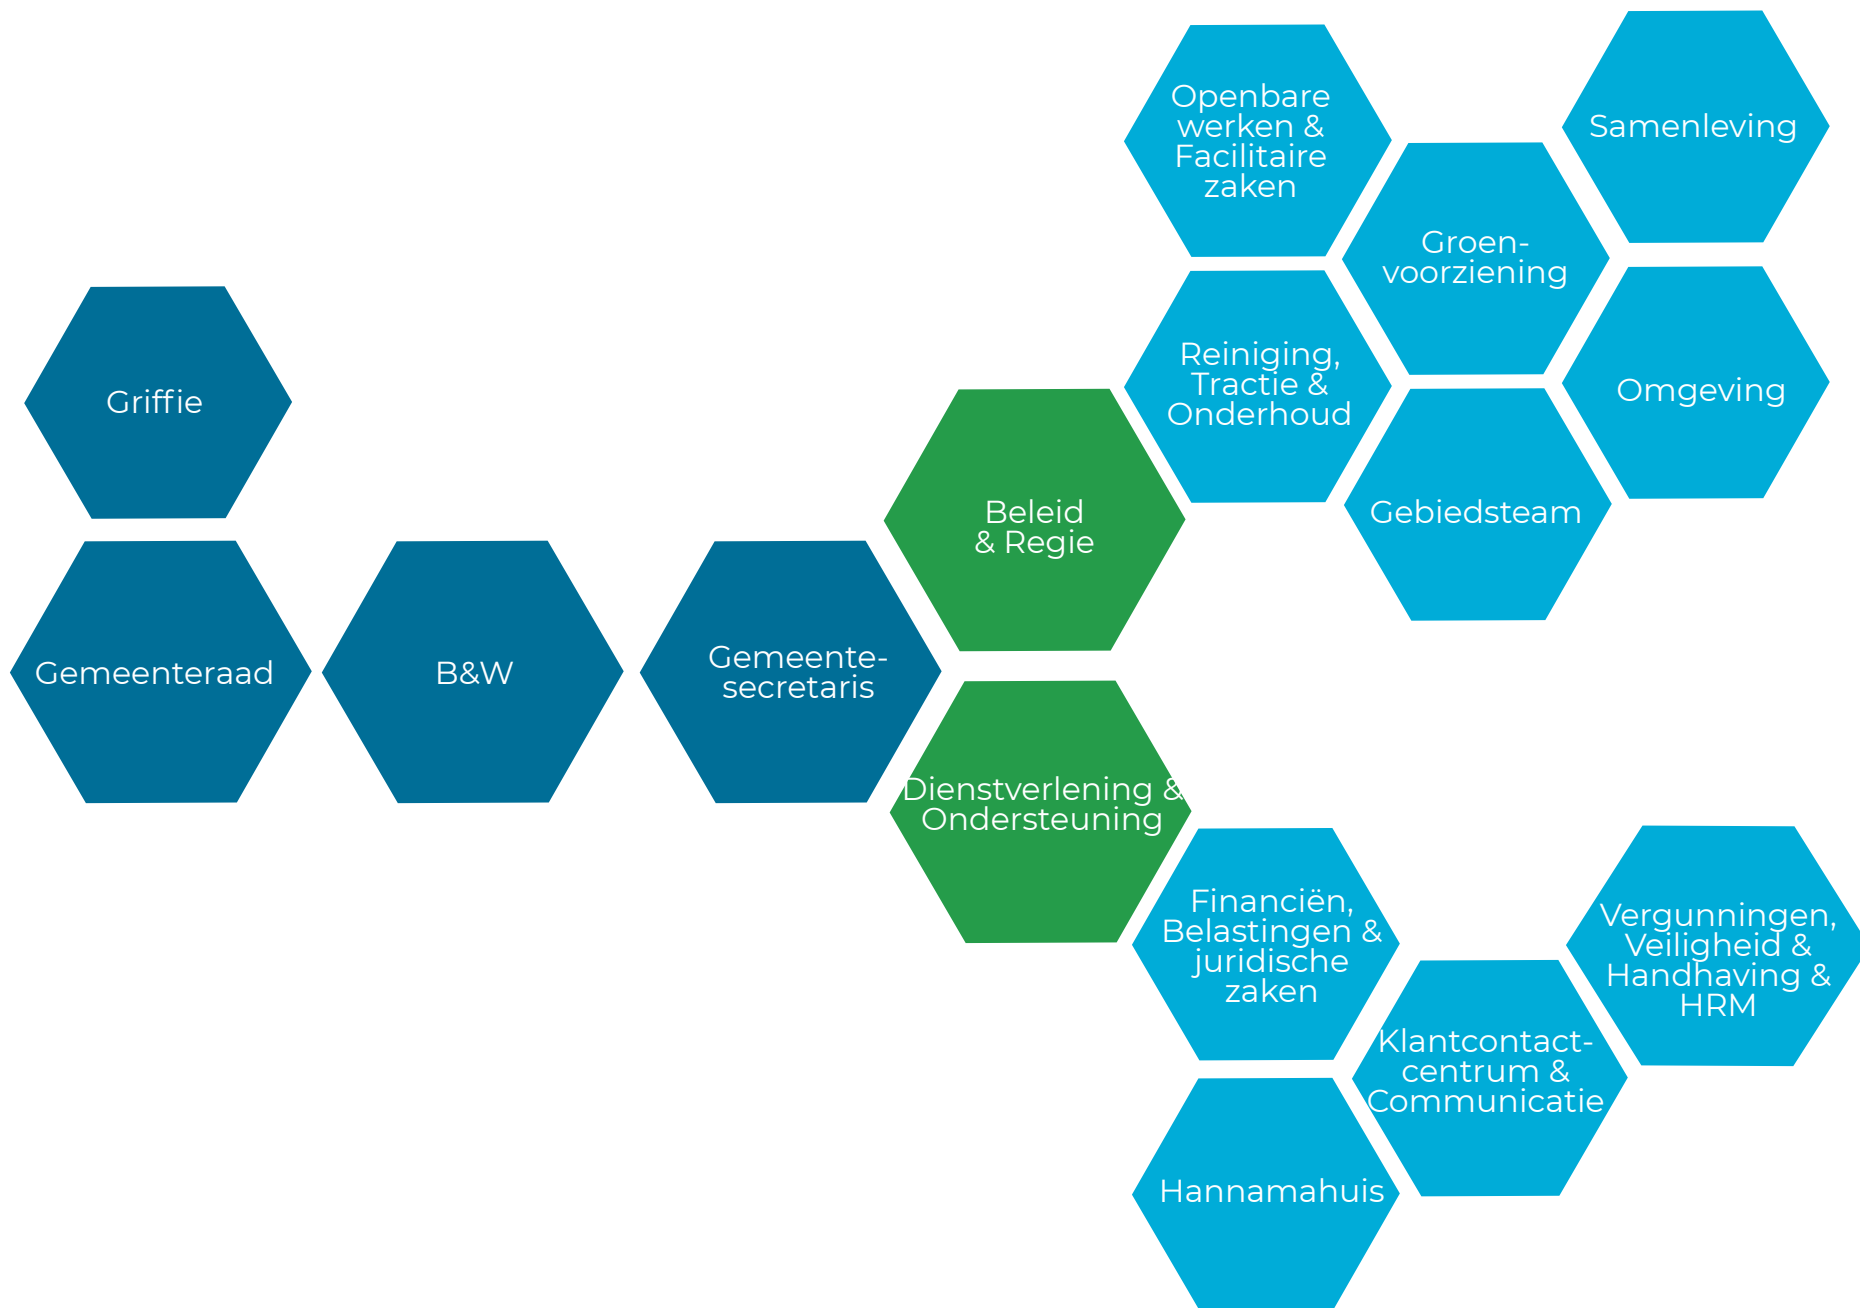 Griffie
Gemeenteraad
B&W
Gemeente-
secretaris
Beleid
& Regie
Dienstverlening &
Ondersteuning
Openbare
werken &
Facilitaire
zaken
Groen-
voorziening
Samenleving
Reiniging,
Tractie &
Onderhoud
Omgeving
Gebiedsteam
Financiën,
Belastingen &
juridische
zaken
Vergunningen,
Veiligheid &
Handhaving &
HRM
Klantcontact-
centrum &
Communicatie
Hannamahuis